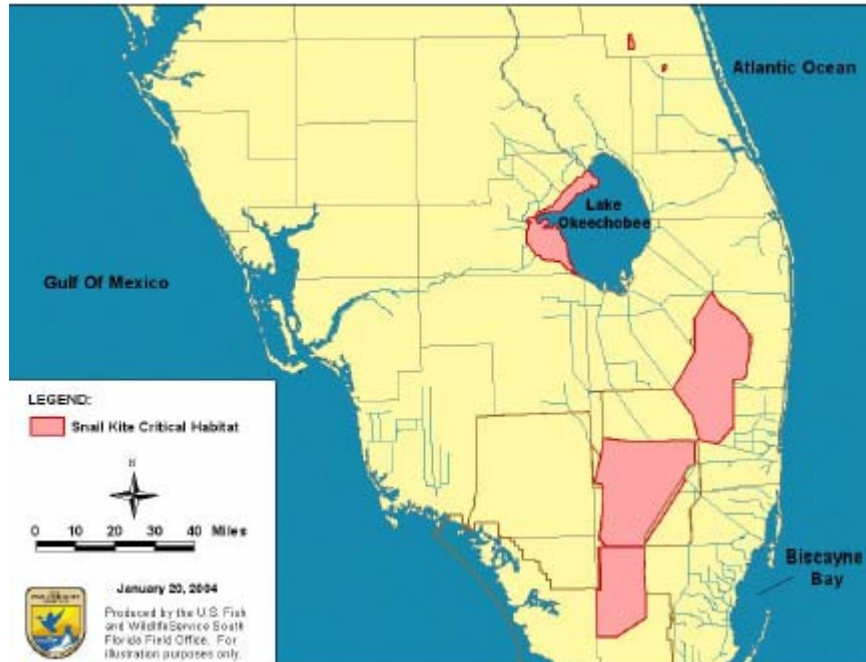 Atlantic Ocean
Lake
Okeechobee
Gulf Of Mexico
LEGEND:
Snail Kite Critical Habitat
N
0 10 20 30 40 Miles
Biscayne
Bay
January 20, 2004
Produced by the U.S. Fish
and Wildlife Service South
Florida Field Office. For
illustration purposes only.